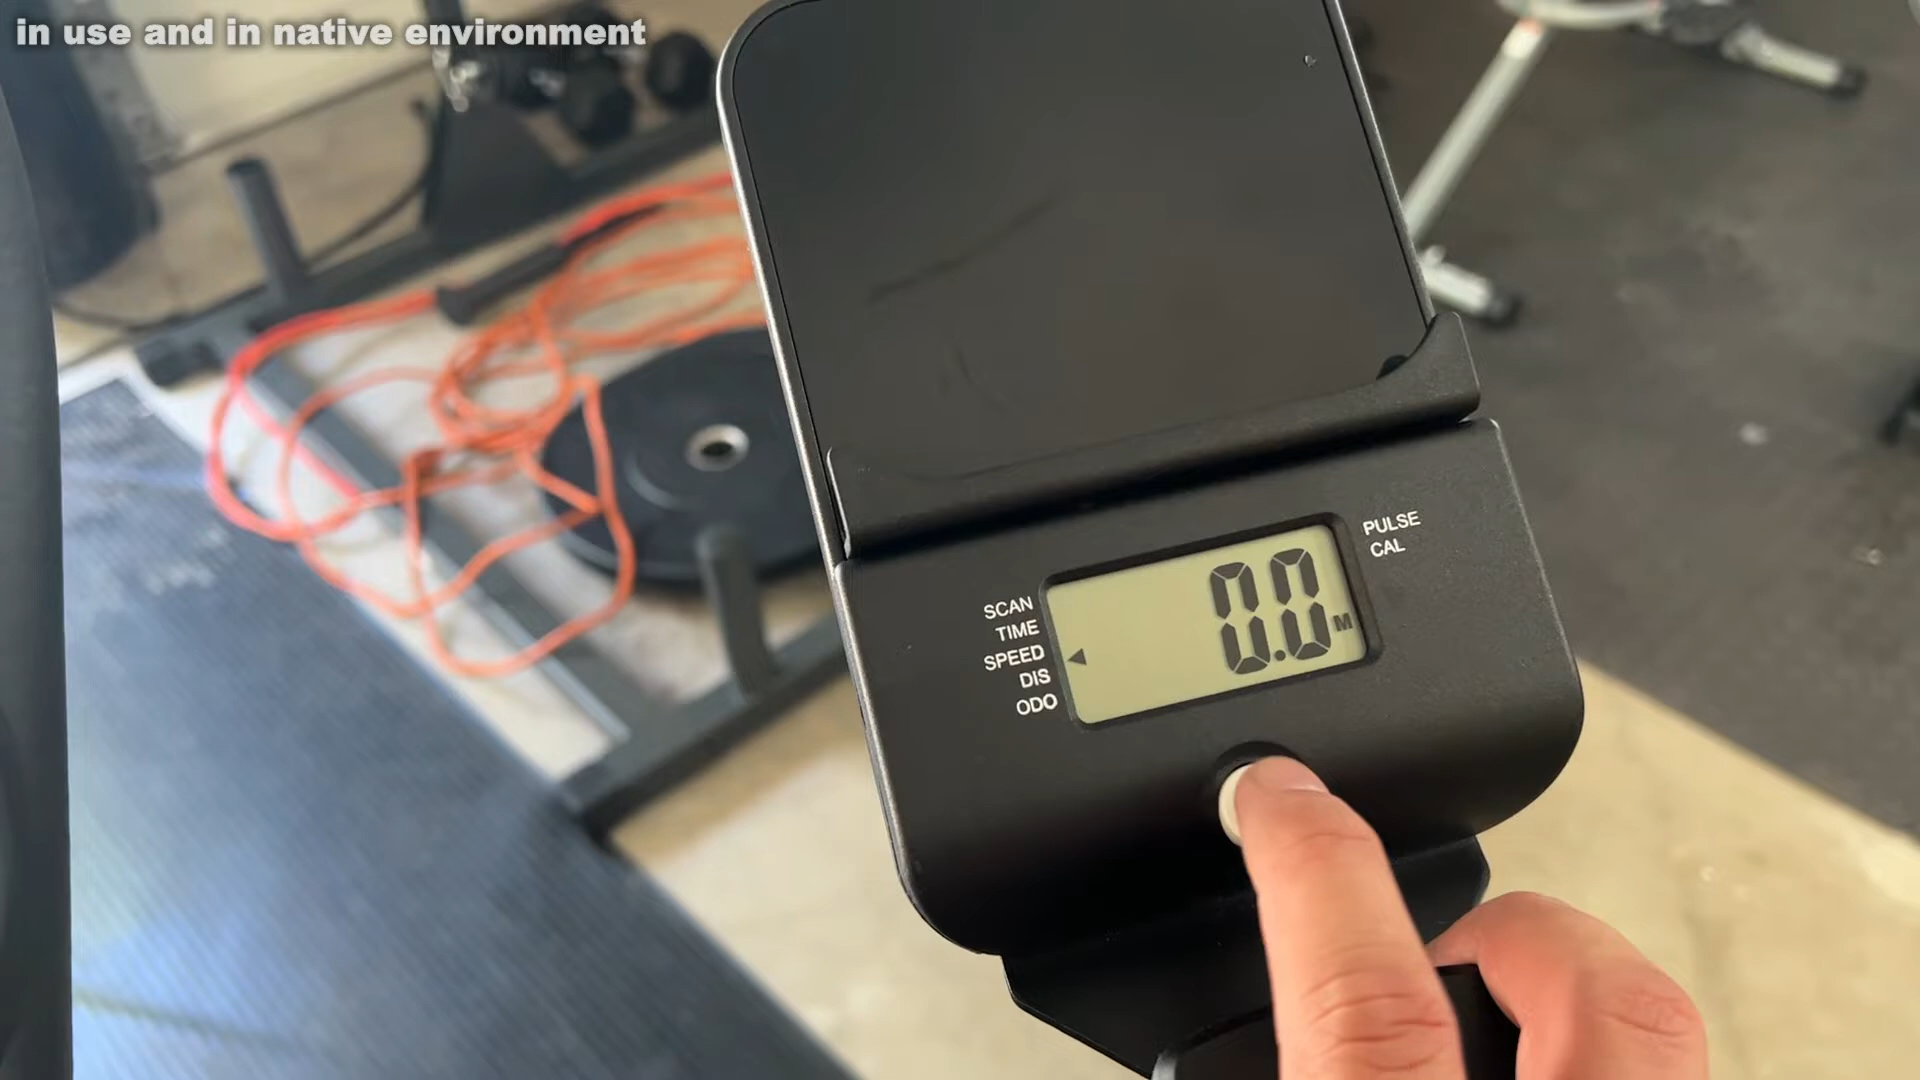 in use and in native environment
PULSE
CAL
SCAN
TIME
SPEED
DIS
ODO
0.0 M